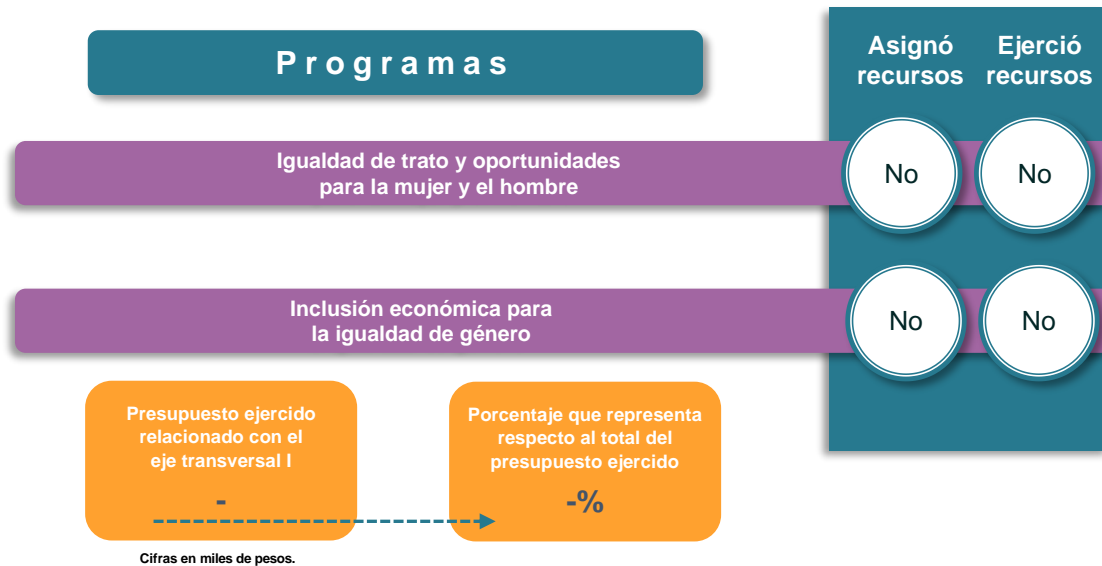 Programas
Asignó
recursos
Ejerció
recursos
Igualdad de trato y oportunidades
para la mujer y el hombre
No
No
Inclusión económica para
la igualdad de género
No
No
Presupuesto ejercido
relacionado con el
eje transversal I
-
Porcentaje que representa
respecto al total del
presupuesto ejercido
-%
Cifras en miles de pesos.